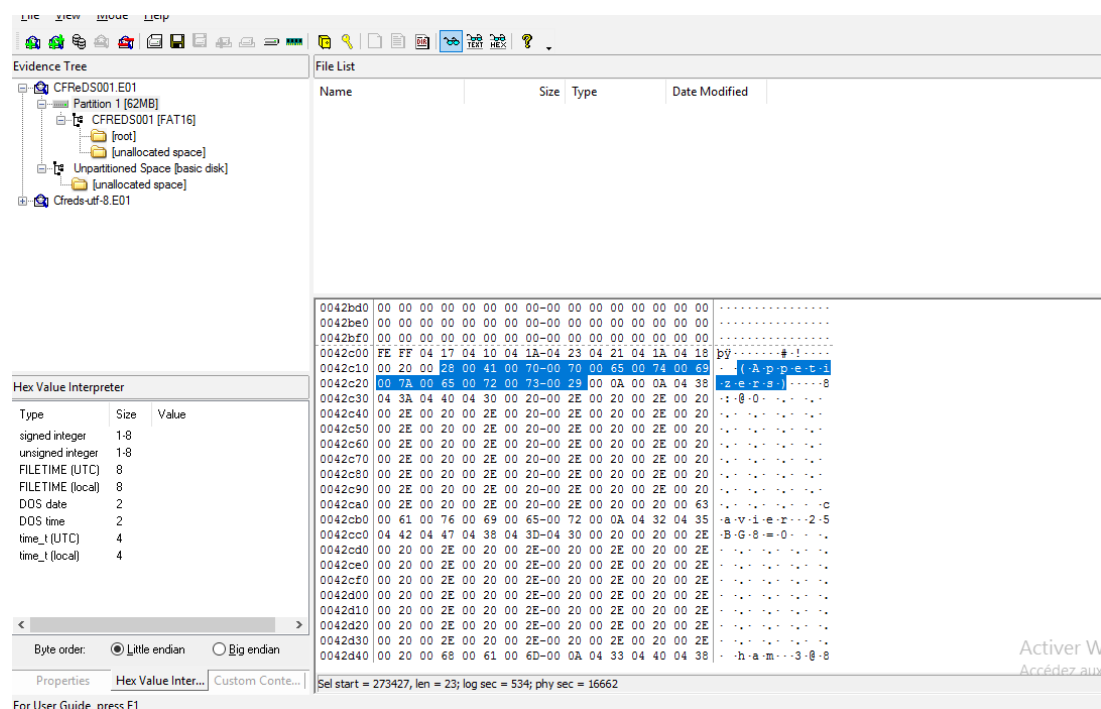 File View Mode Help
TEXT HEX
Evidence Tree
File List
CFReDS001.E01
Partition 1 [62MB]
CFREDS001 [FAT16]
[root]
[unallocated space]
Unpartitioned Space [basic disk]
[unallocated space]
Cfreds-utf-8.E01
Name Size Type Date Modified
0042bd0 00 00 00 00 00 00 00 00-00 00 00 00 00 00 00 00 ················
0042be0 00 00 00 00 00 00 00 00-00 00 00 00 00 00 00 00 ················
0042bf0 00 00 00 00 00 00 00 00-00 00 00 00 00 00 00 00 ················
0042c00 FE FF 04 17 04 10 04 1A-04 23 04 21 04 1A 04 18 þÿ·······#·!····
0042c10 00 20 00 28 00 41 00 70-00 70 00 65 00 74 00 69 · ·(·A·p·p·e·t·i
0042c20 00 7A 00 65 00 72 00 73-00 29 00 0A 00 0A 04 38 ·z·e·r·s·)·····8
0042c30 04 3A 04 40 04 30 00 20-00 2E 00 20 00 2E 00 20 ·:·@·0· ·.· ·.· 
0042c40 00 2E 00 20 00 2E 00 20-00 2E 00 20 00 2E 00 20 ·.· ·.· ·.· ·.· 
0042c50 00 2E 00 20 00 2E 00 20-00 2E 00 20 00 2E 00 20 ·.· ·.· ·.· ·.· 
0042c60 00 2E 00 20 00 2E 00 20-00 2E 00 20 00 2E 00 20 ·.· ·.· ·.· ·.· 
0042c70 00 2E 00 20 00 2E 00 20-00 2E 00 20 00 2E 00 20 ·.· ·.· ·.· ·.· 
0042c80 00 2E 00 20 00 2E 00 20-00 2E 00 20 00 2E 00 20 ·.· ·.· ·.· ·.· 
0042c90 00 2E 00 20 00 2E 00 20-00 2E 00 20 00 2E 00 20 ·.· ·.· ·.· ·.· 
0042ca0 00 2E 00 20 00 2E 00 20-00 2E 00 20 00 20 00 63 ·.· ·.· ·.· · ·c
0042cb0 00 61 00 76 00 69 00 65-00 72 00 0A 04 32 04 35 ·a·v·i·e·r···2·5
0042cc0 04 42 04 47 04 38 04 3D-04 30 00 20 00 20 00 2E ·B·G·8·=·0· · ·.
0042cd0 00 20 00 2E 00 20 00 2E-00 20 00 2E 00 20 00 2E · ·.· ·.· ·.· ·.
0042ce0 00 20 00 2E 00 20 00 2E-00 20 00 2E 00 20 00 2E · ·.· ·.· ·.· ·.
0042cf0 00 20 00 2E 00 20 00 2E-00 20 00 2E 00 20 00 2E · ·.· ·.· ·.· ·.
0042d00 00 20 00 2E 00 20 00 2E-00 20 00 2E 00 20 00 2E · ·.· ·.· ·.· ·.
0042d10 00 20 00 2E 00 20 00 2E-00 20 00 2E 00 20 00 2E · ·.· ·.· ·.· ·.
0042d20 00 20 00 2E 00 20 00 2E-00 20 00 2E 00 20 00 2E · ·.· ·.· ·.· ·.
0042d30 00 20 00 2E 00 20 00 2E-00 20 00 2E 00 20 00 2E · ·.· ·.· ·.· ·.
0042d40 00 20 00 68 00 61 00 6D-00 0A 04 33 04 40 04 38 · ·h·a·m···3·@·8
Hex Value Interpreter
Type Size Value
signed integer 1-8
unsigned integer 1-8
FILETIME (UTC) 8
FILETIME (local) 8
DOS date 2
DOS time 2
time_t (UTC) 4
time_t (local) 4
Byte order: Little endian Big endian
Properties Hex Value Inter... Custom Conte...
Sel start = 273427, len = 23; log sec = 534; phy sec = 16662
Activer W
Accédez aux
For User Guide, press F1